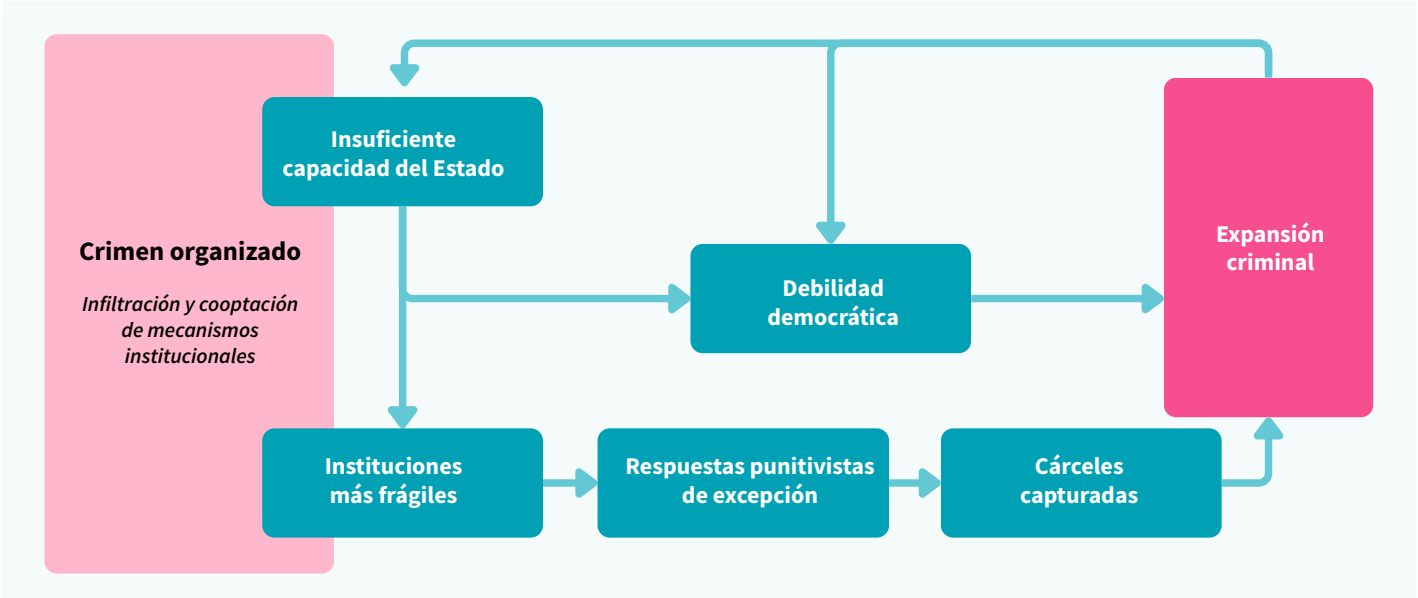 Insuficiente
capacidad del Estado
Crimen organizado
Infiltración y cooptación
de mecanismos
institucionales
Debilidad
democrática
Expansión
criminal
Instituciones
más frágiles
Respuestas punitivistas
de excepción
Cárceles
capturadas